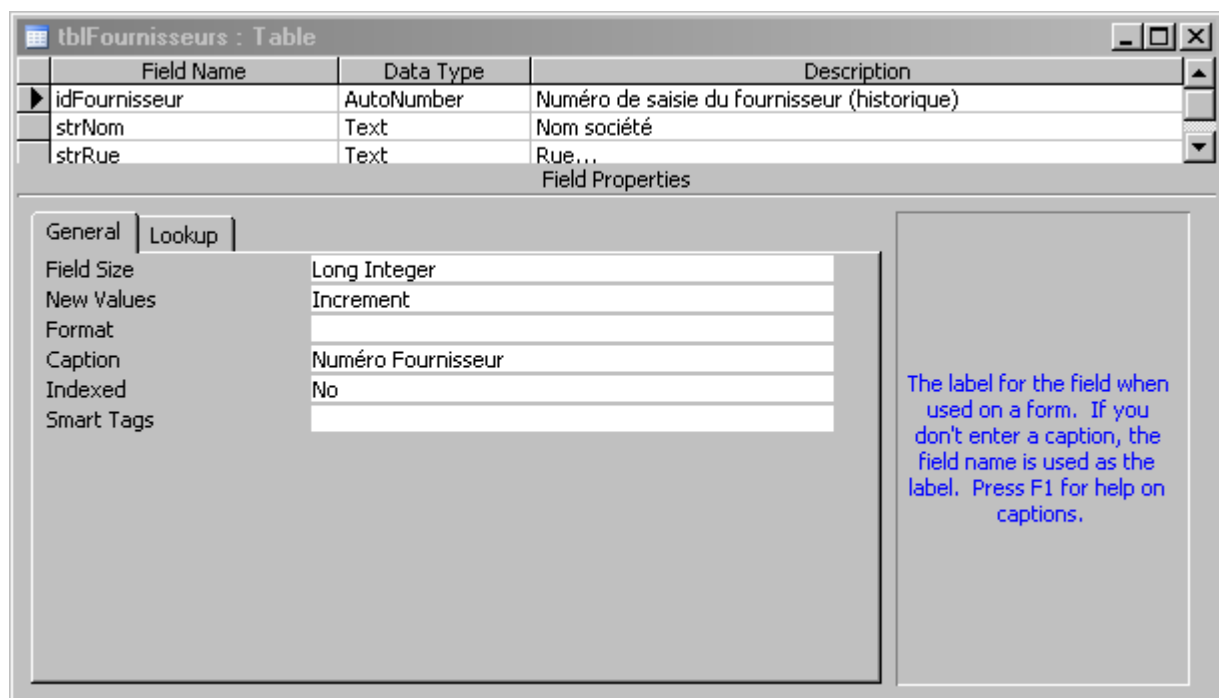 tblFournisseurs : Table
Field Name Data Type Description
idFournisseur AutoNumber Numéro de saisie du fournisseur (historique)
strNom Text Nom société
strRue Text Rue...
Field Properties
General Lookup
Field Size Long Integer
New Values Increment
Format
Caption Numéro Fournisseur
Indexed No
Smart Tags
The label for the field when
used on a form. If you
don't enter a caption, the
field name is used as the
label. Press F1 for help on
captions.